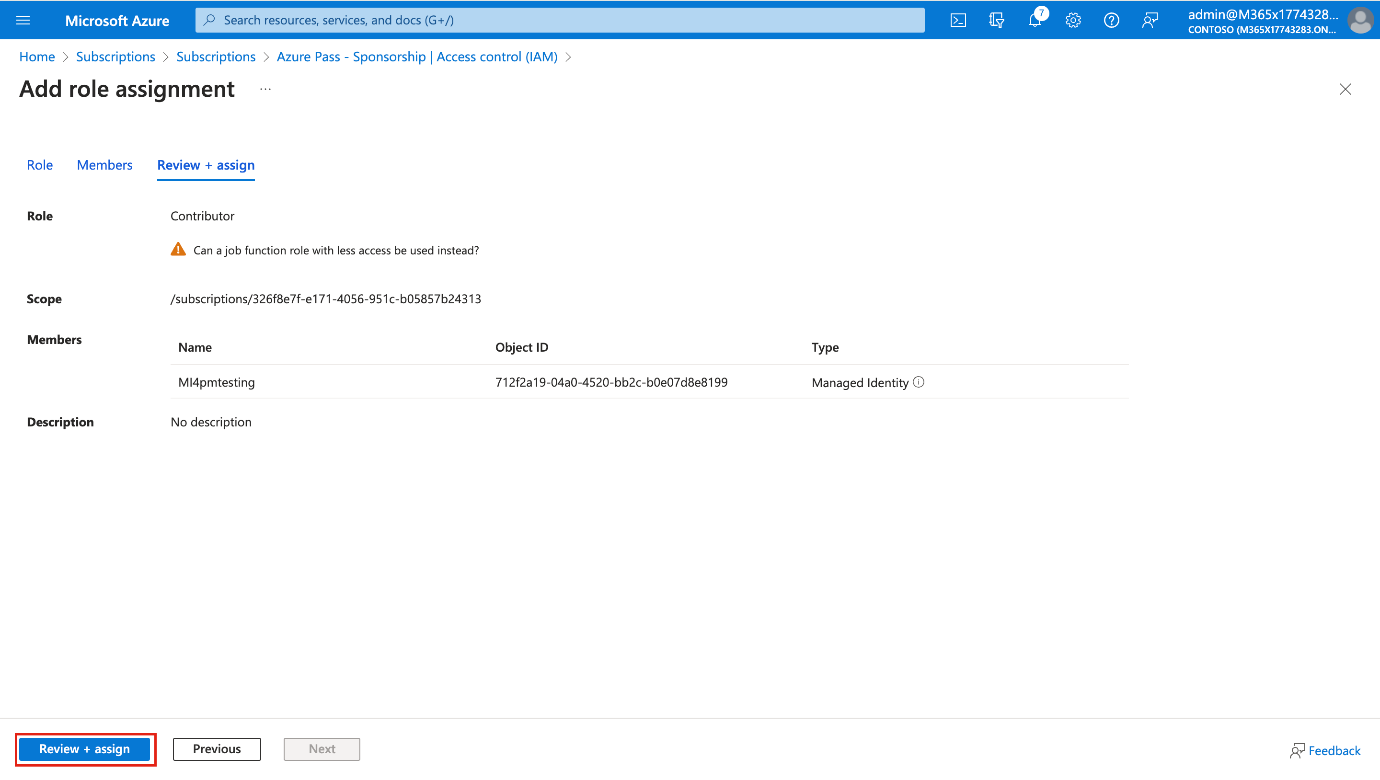 Microsoft Azure
Search resources, services, and docs (G+/)
7
admin@M365x1774328...
CONTOSO (M365X17743283.ON...
Home > Subscriptions > Subscriptions > Azure Pass - Sponsorship | Access control (IAM) >
Add role assignment ...
Role Members Review + assign
Role Contributor
Can a job function role with less access be used instead?
Scope /subscriptions/326f8e7f-e171-4056-951c-b05857b24313
Members
Name Object ID Type
MI4pmtesting 712f2a19-04a0-4520-bb2c-b0e07d8e8199 Managed Identity
Description No description
Review + assign Previous Next
Feedback